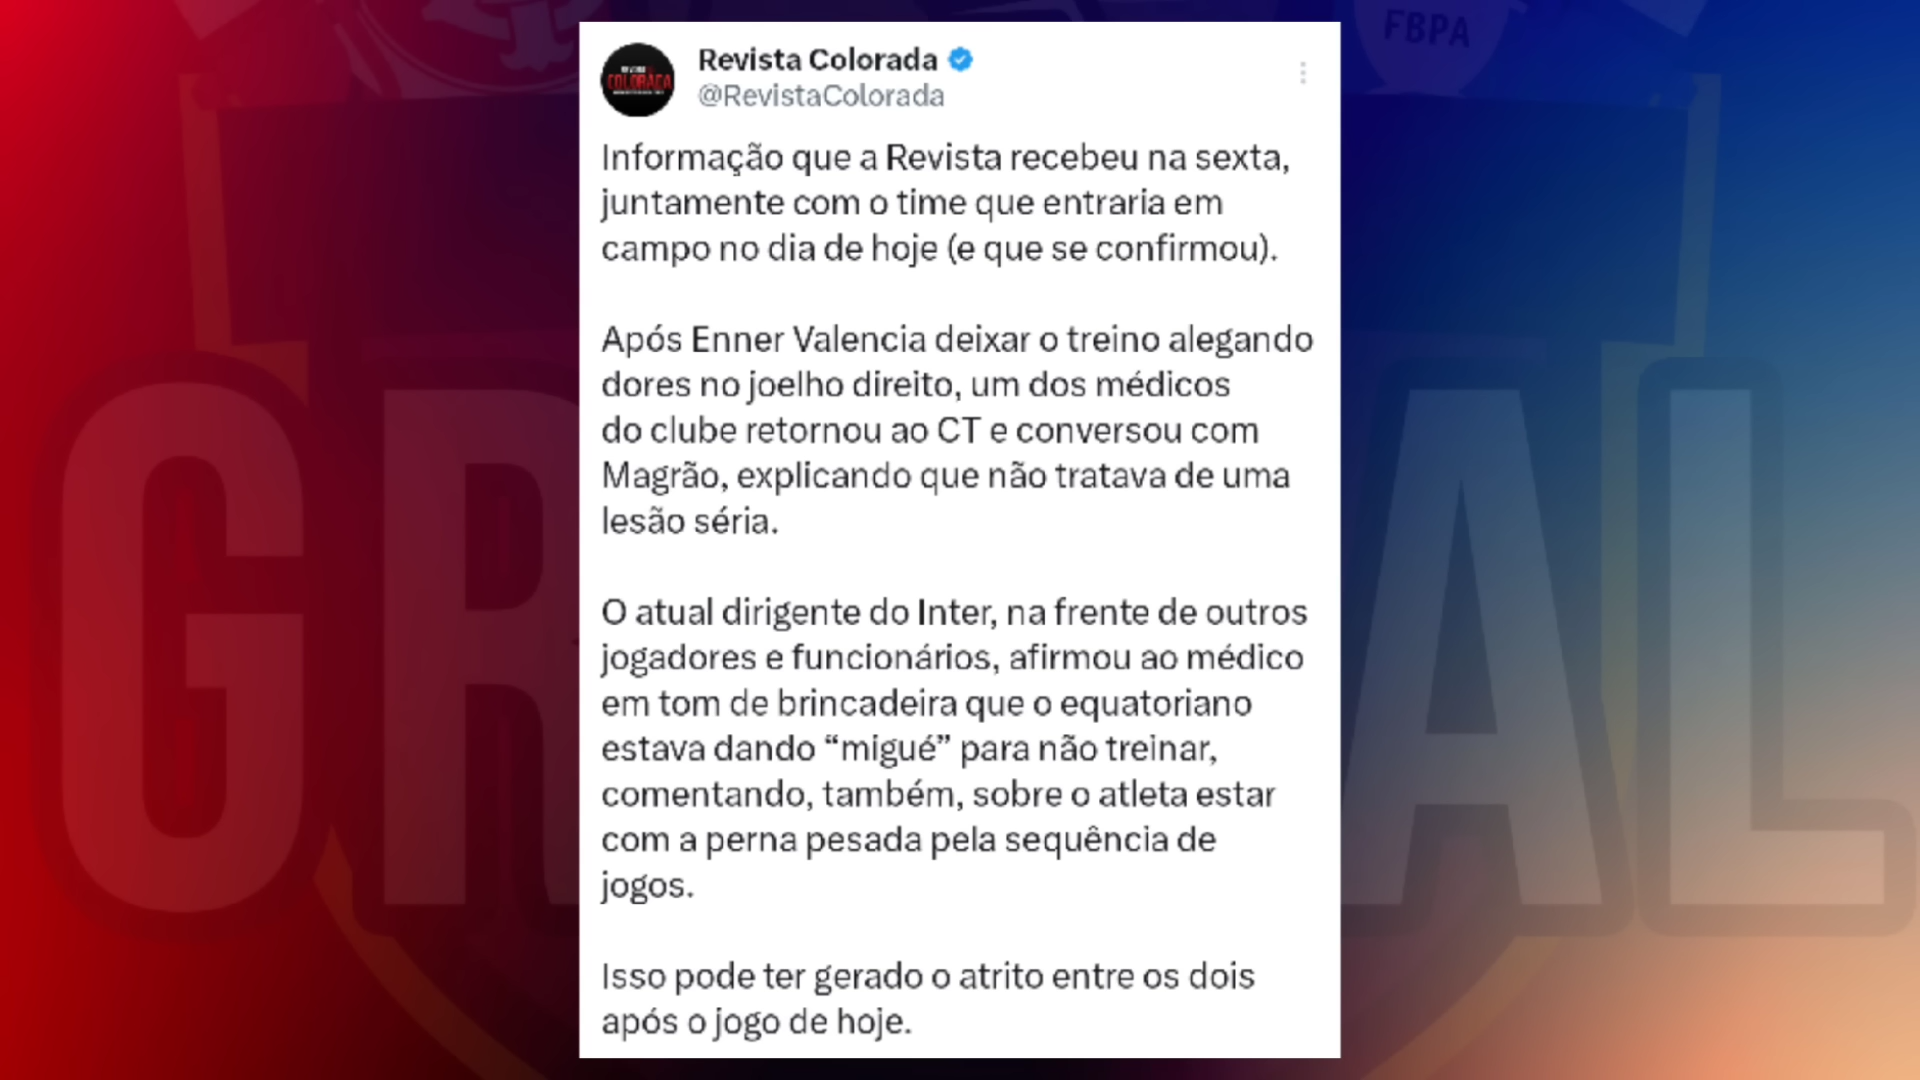 FBPA
Revista Colorada
@RevistaColorada
COLORADA
Informação que a Revista recebeu na sexta,
juntamente com o time que entraria em
campo no dia de hoje (e que se confirmou).
Após Enner Valencia deixar o treino alegando
dores no joelho direito, um dos médicos
do clube retornou ao CT e conversou com
Magrão, explicando que não tratava de uma
lesão séria.
O atual dirigente do Inter, na frente de outros
jogadores e funcionários, afirmou ao médico
em tom de brincadeira que o equatoriano
estava dando “migué” para não treinar,
comentando, também, sobre o atleta estar
com a perna pesada pela sequência de
jogos.
Isso pode ter gerado o atrito entre os dois
após o jogo de hoje.
GR AL